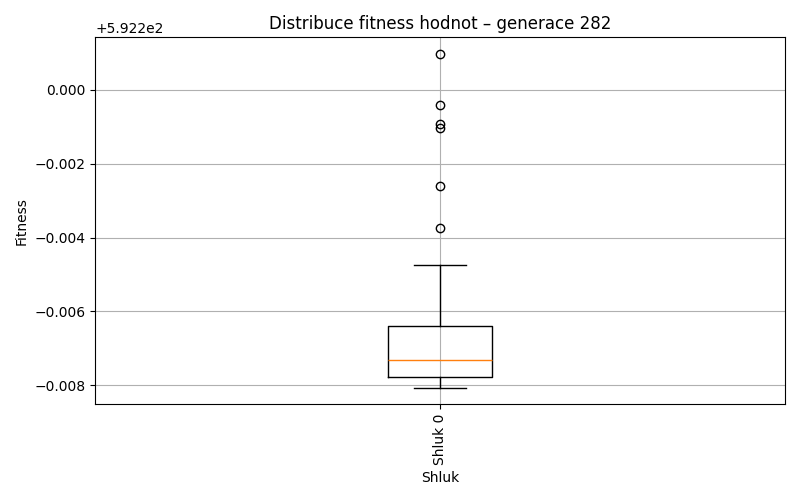 Distribuce fitness hodnot – generace 282
+5.922e2
0.000
−0.002
−0.004
−0.006
−0.008
Fitness
Shluk 0
Shluk